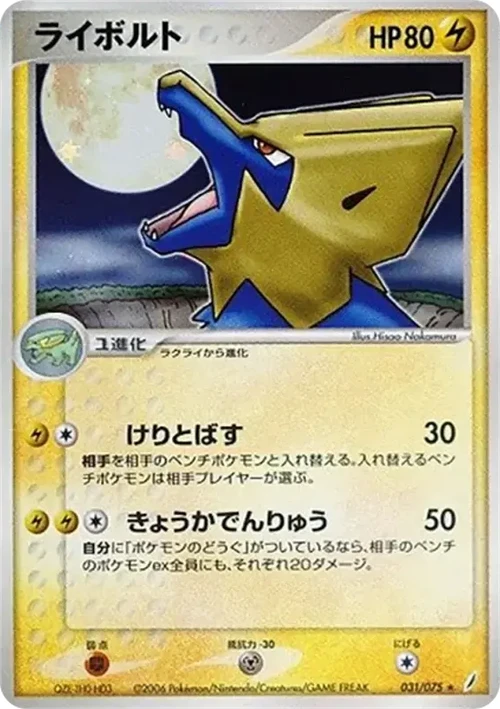 ライボルト HP80
illus. Hisao Nakamura
1進化
ラクライから進化
けりとばす 30
相手を相手のベンチポケモンと入れ替える。入れ替えるベン
チポケモンは相手プレイヤーが選ぶ。
きょうかでんりゅう 50
自分に「ポケモンのどうぐ」がついているなら、相手のベンチ
のポケモンex全員にも、それぞれ20ダメージ。
弱点 抵抗力 -30 にげる
©2006 Pokémon/Nintendo/Creatures/GAME FREAK 031/075 ★